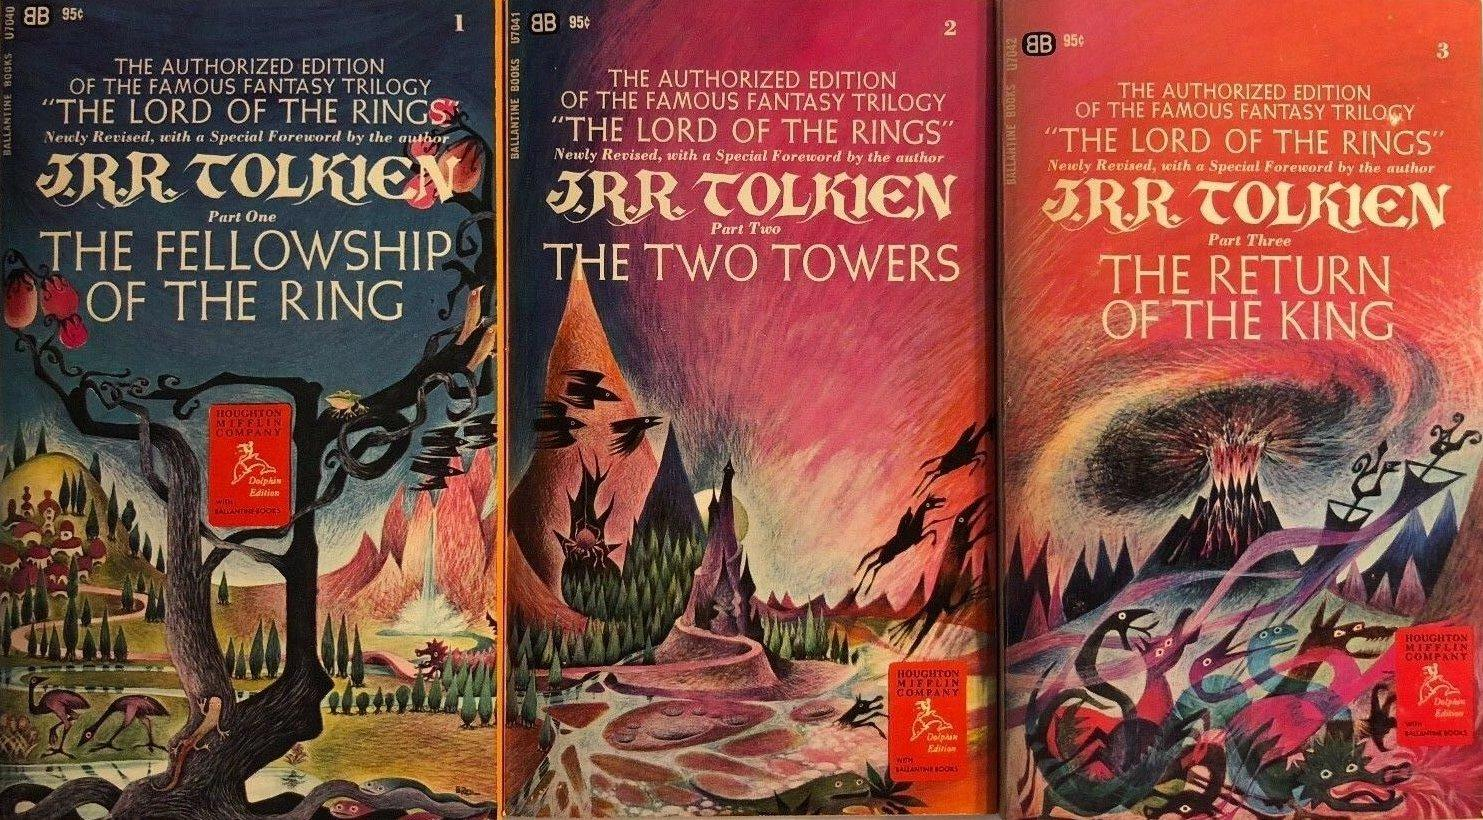 BALLANTINE BOOKS U7040
BB 95¢
1
THE AUTHORIZED EDITION
OF THE FAMOUS FANTASY TRILOGY
"THE LORD OF THE RINGS"
Newly Revised, with a Special Foreword by the author
J.R.R. TOLKIEN
Part One
THE FELLOWSHIP
OF THE RING
HOUGHTON
MIFFLIN
COMPANY
Dolphin
Edition
WITH
BALLANTINE BOOKS
BALLANTINE BOOKS U7041
BB 95¢
2
THE AUTHORIZED EDITION
OF THE FAMOUS FANTASY TRILOGY
"THE LORD OF THE RINGS"
Newly Revised, with a Special Foreword by the author
J.R.R. TOLKIEN
Part Two
THE TWO TOWERS
HOUGHTON
MIFFLIN
COMPANY
Dolphin
Edition
WITH
BALLANTINE BOOKS
BALLANTINE BOOKS U7042
BB 95¢
3
THE AUTHORIZED EDITION
OF THE FAMOUS FANTASY TRILOGY
"THE LORD OF THE RINGS"
Newly Revised, with a Special Foreword by the author
J.R.R. TOLKIEN
Part Three
THE RETURN
OF THE KING
HOUGHTON
MIFFLIN
COMPANY
Dolphin
Edition
WITH
BALLANTINE BOOKS